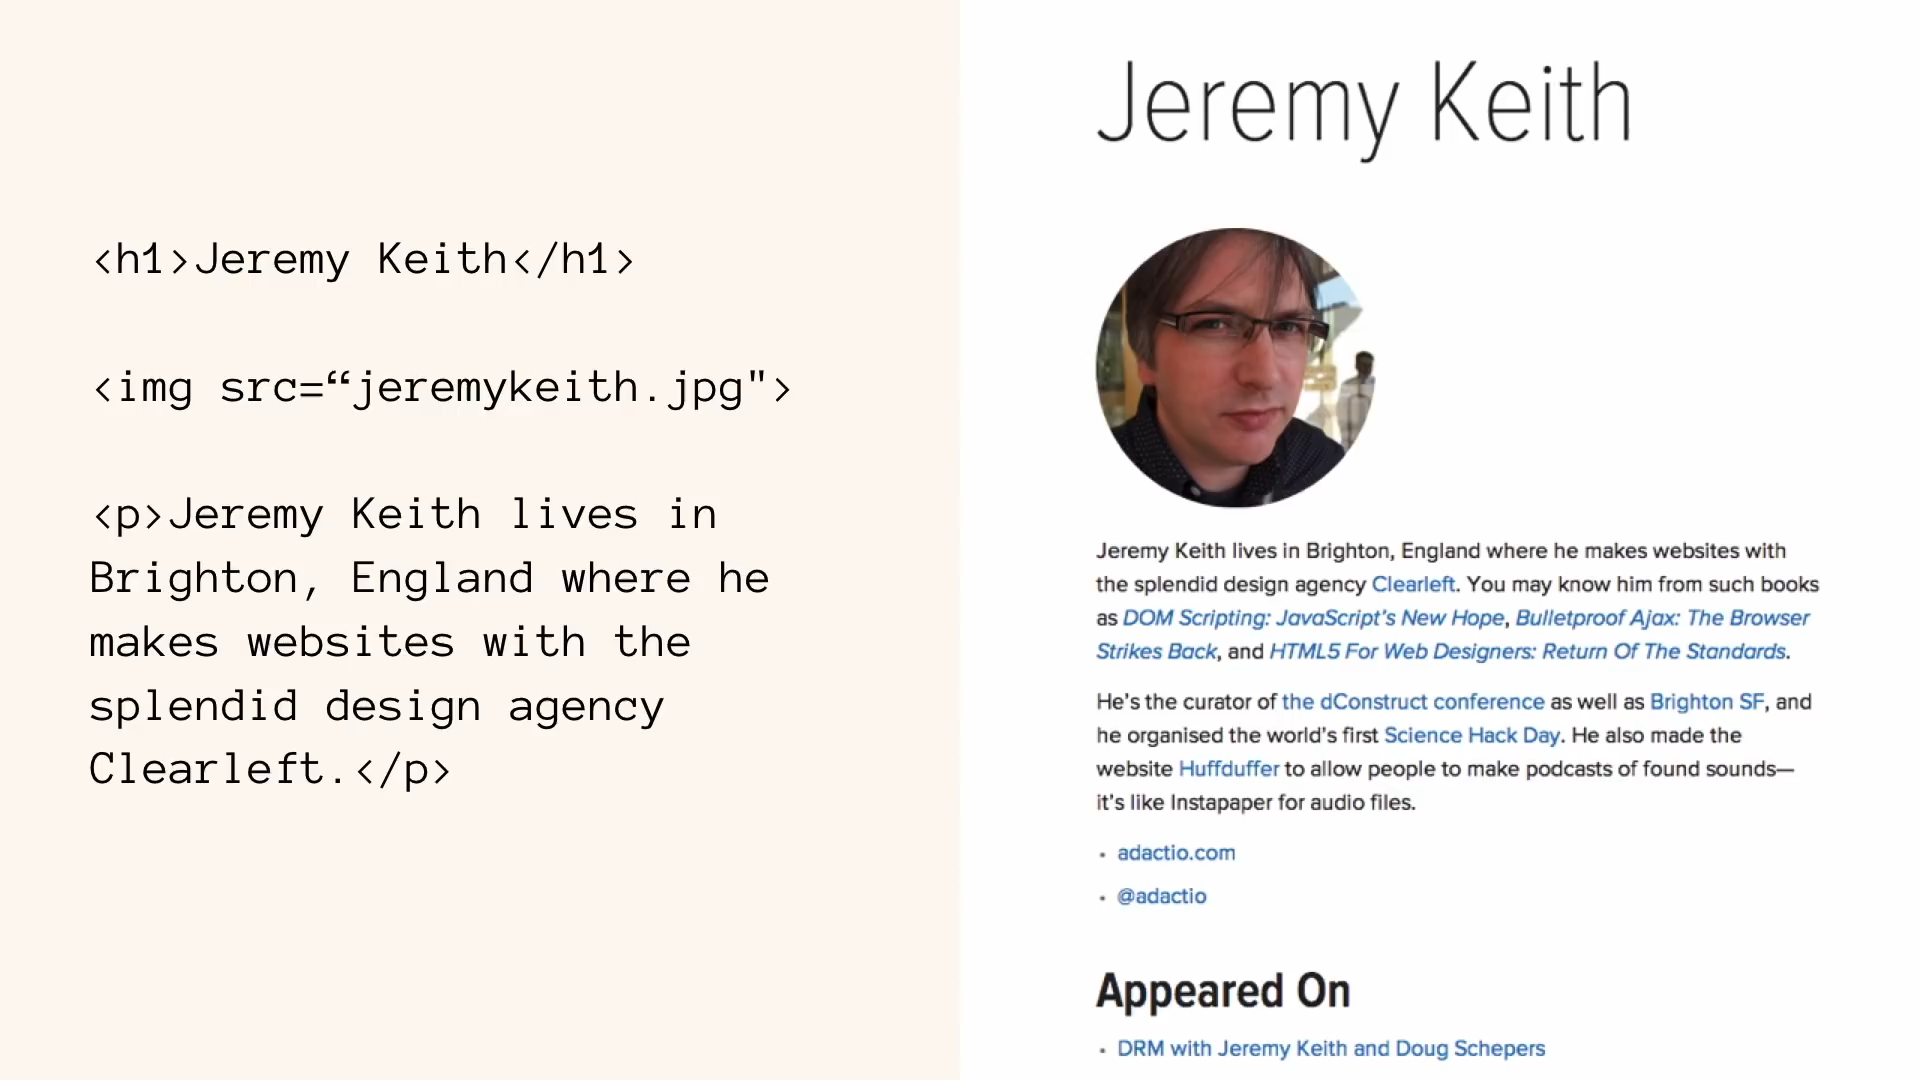 <h1>Jeremy Keith</h1>
<img src=“jeremykeith.jpg">
<p>Jeremy Keith lives in
Brighton, England where he
makes websites with the
splendid design agency
Clearleft.</p>
Jeremy Keith
Jeremy Keith lives in Brighton, England where he makes websites with
the splendid design agency Clearleft. You may know him from such books
as DOM Scripting: JavaScript’s New Hope, Bulletproof Ajax: The Browser
Strikes Back, and HTML5 For Web Designers: Return Of The Standards.
He’s the curator of the dConstruct conference as well as Brighton SF, and
he organised the world’s first Science Hack Day. He also made the
website Huffduffer to allow people to make podcasts of found sounds—
it’s like Instapaper for audio files.
• adactio.com
• @adactio
Appeared On
• DRM with Jeremy Keith and Doug Schepers